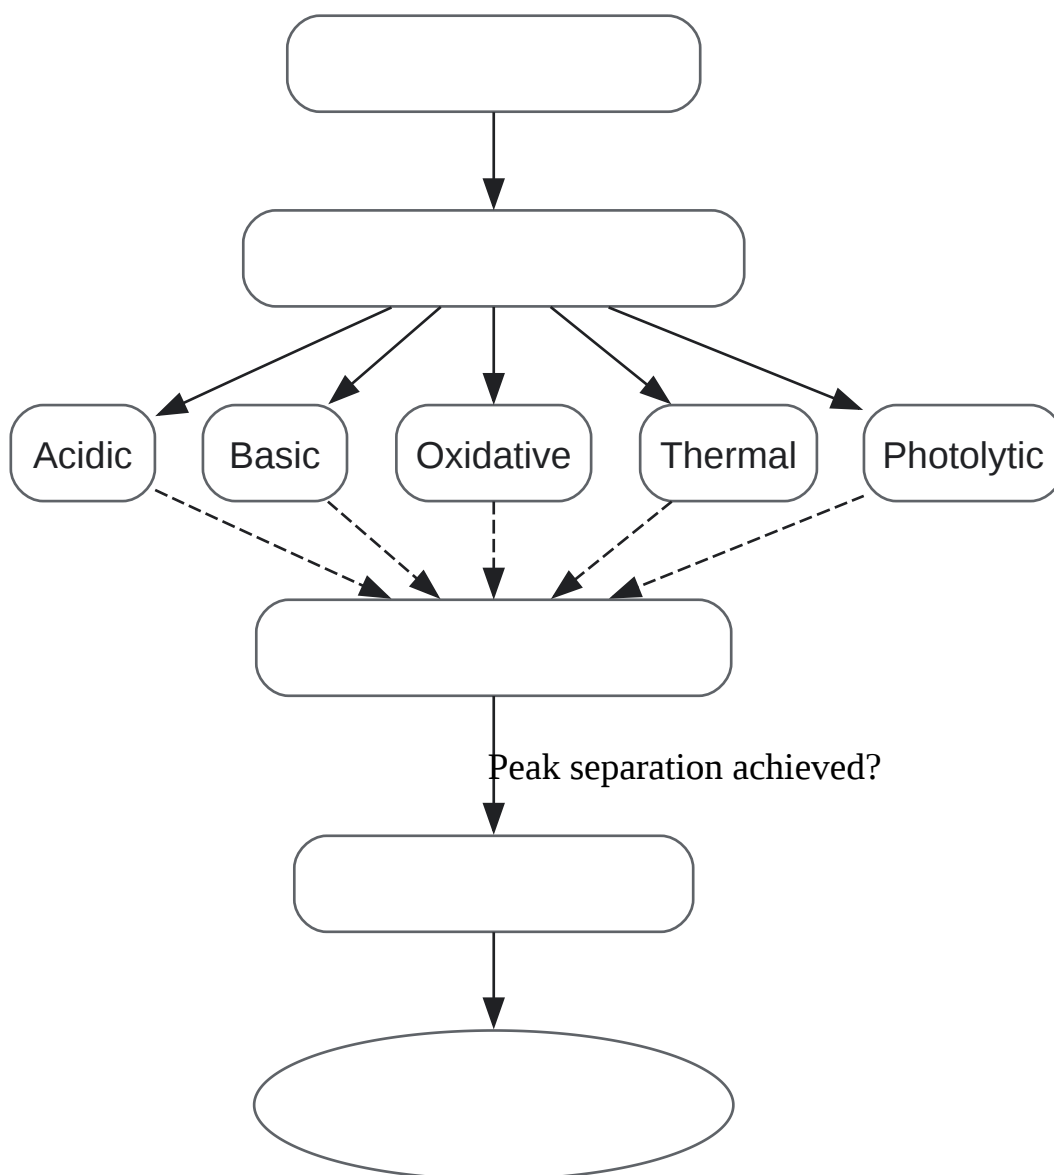 Acidic
Basic
Oxidative
Thermal
Photolytic
Peak separation achieved?